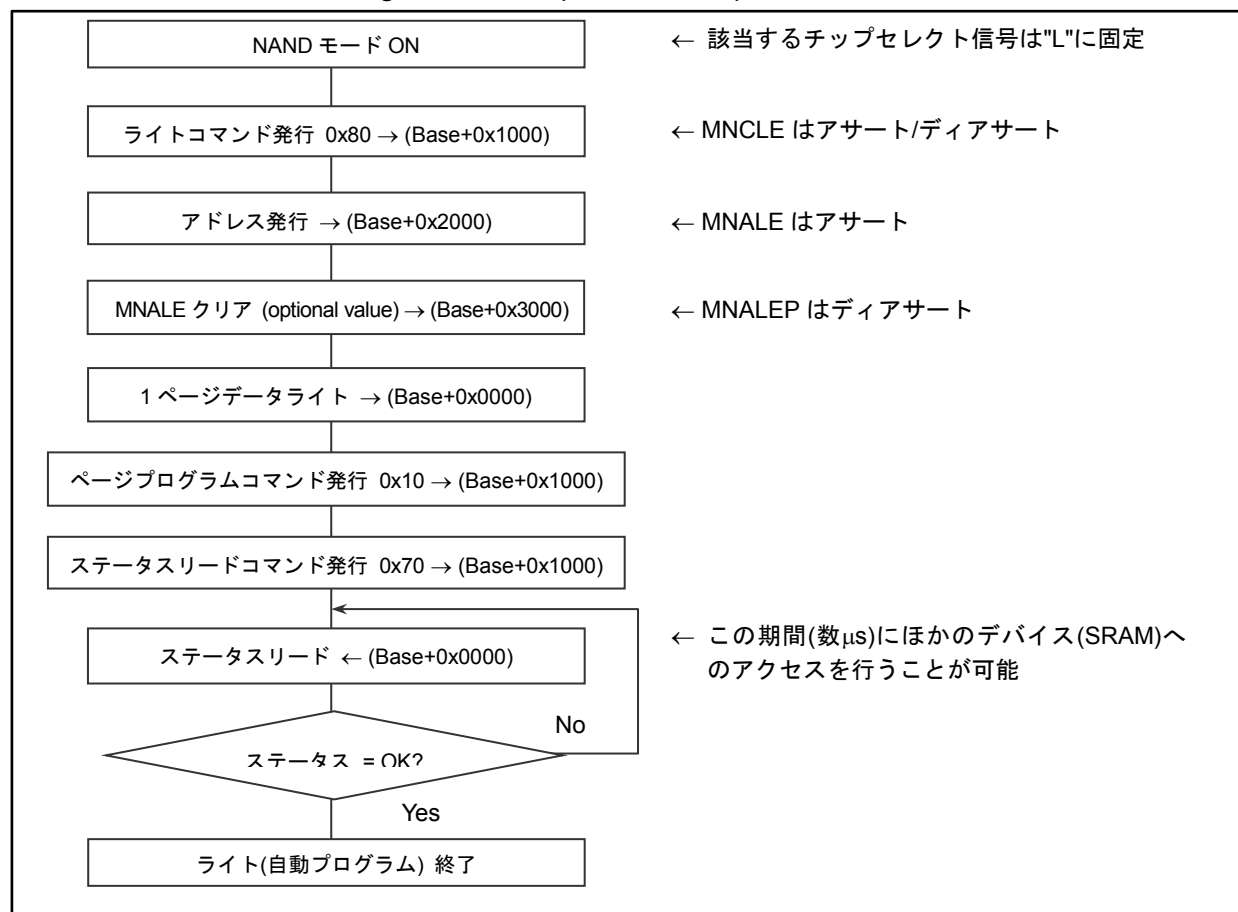 NAND モード ON
← 該当するチップセレクト信号は"L"に固定
ライトコマンド発行 0x80 → (Base+0x1000)
← MNCLE はアサート/ディアサート
アドレス発行 → (Base+0x2000)
← MNALE はアサート
MNALE クリア (optional value) → (Base+0x3000)
← MNALEP はディアサート
1 ページデータライト → (Base+0x0000)
ページプログラムコマンド発行 0x10 → (Base+0x1000)
ステータスリードコマンド発行 0x70 → (Base+0x1000)
ステータスリード ← (Base+0x0000)
← この期間(数μs)にほかのデバイス(SRAM)へ
のアクセスを行うことが可能
No
ステータス = OK?
Yes
ライト(自動プログラム) 終了